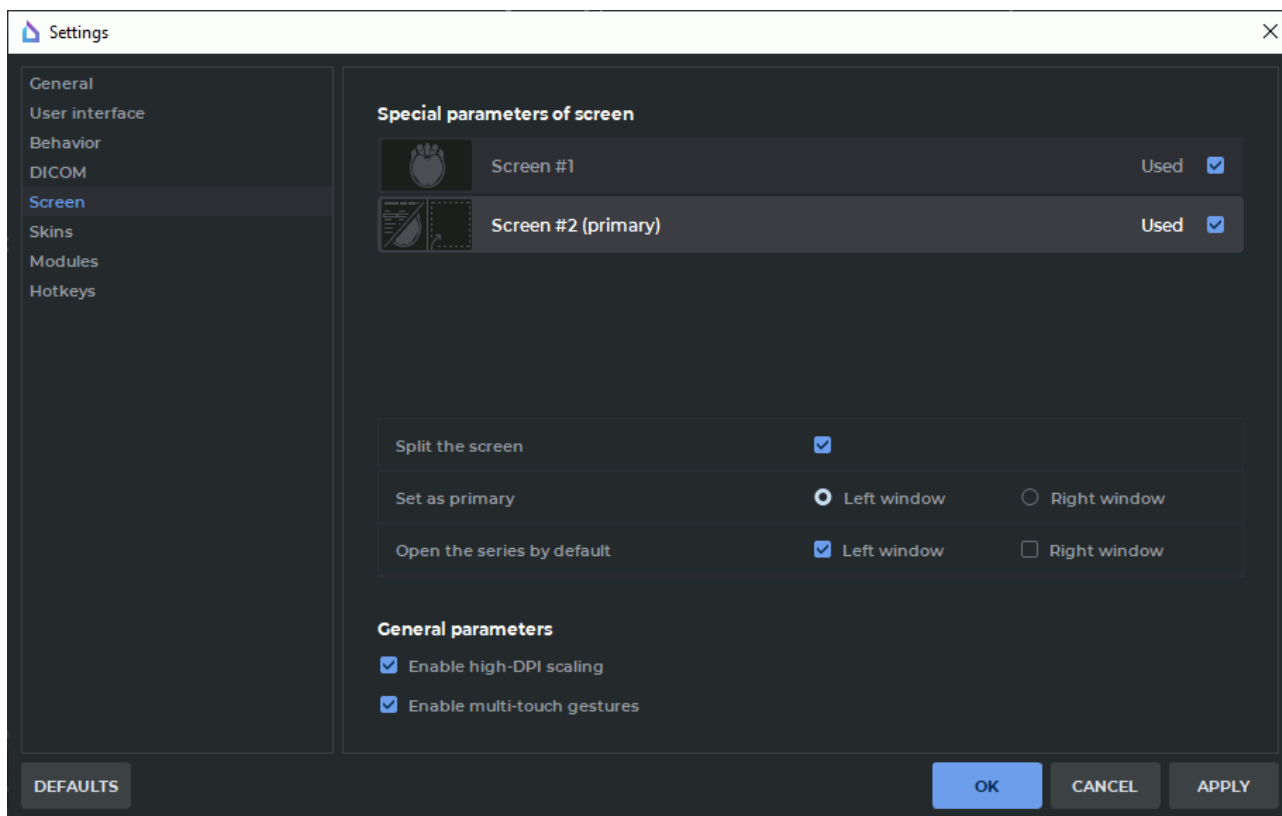 Settings
General
User interface
Behavior
DICOM
Screen
Skins
Modules
Hotkeys
Special parameters of screen
Screen #1 Used
Screen #2 (primary) Used
Split the screen
Set as primary Left window Right window
Open the series by default Left window Right window
General parameters
Enable high-DPI scaling
Enable multi-touch gestures
DEFAULTS OK CANCEL APPLY